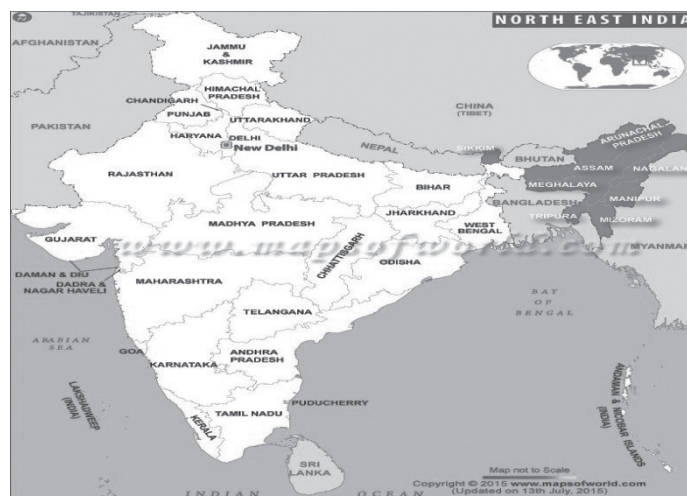 NORTH EAST INDIA
TAJIKISTAN
AFGHANISTAN
JAMMU
&
KASHMIR
HIMACHAL
PRADESH
CHANDIGARH
PUNJAB
UTTARAKHAND
PAKISTAN
HARYANA
DELHI
New Delhi
CHINA
(TIBET)
NEPAL
SIKKIM
BHUTAN
ARUNACHAL
PRADESH
ASSAM
NAGALAN
RAJASTHAN
UTTAR PRADESH
BIHAR
MEGHALAYA
BANGLADESH
MANIPUR
TRIPURA
MIZORAM
MYANMAR
JHARKHAND
WEST
BENGAL
GUJARAT
MADHYA PRADESH
www.mapsofworld.com
CHHATTISGARH
ODISHA
DAMAN & DIU
DADRA &
NAGAR HAVELI
MAHARASHTRA
TELANGANA
BAY
OF
BENGAL
ARABIAN
SEA
GOA
KARNATAKA
ANDHRA
PRADESH
LAKSHADWEEP
(INDIA)
KERALA
TAMIL NADU
PUDUCHERRY
ANDAMAN & NICOBAR ISLANDS
(INDIA)
SRI
LANKA
INDIAN OCEAN
Map not to Scale
Copyright © 2015 www.mapsofworld.com
(Updated on 13th July, 2015)